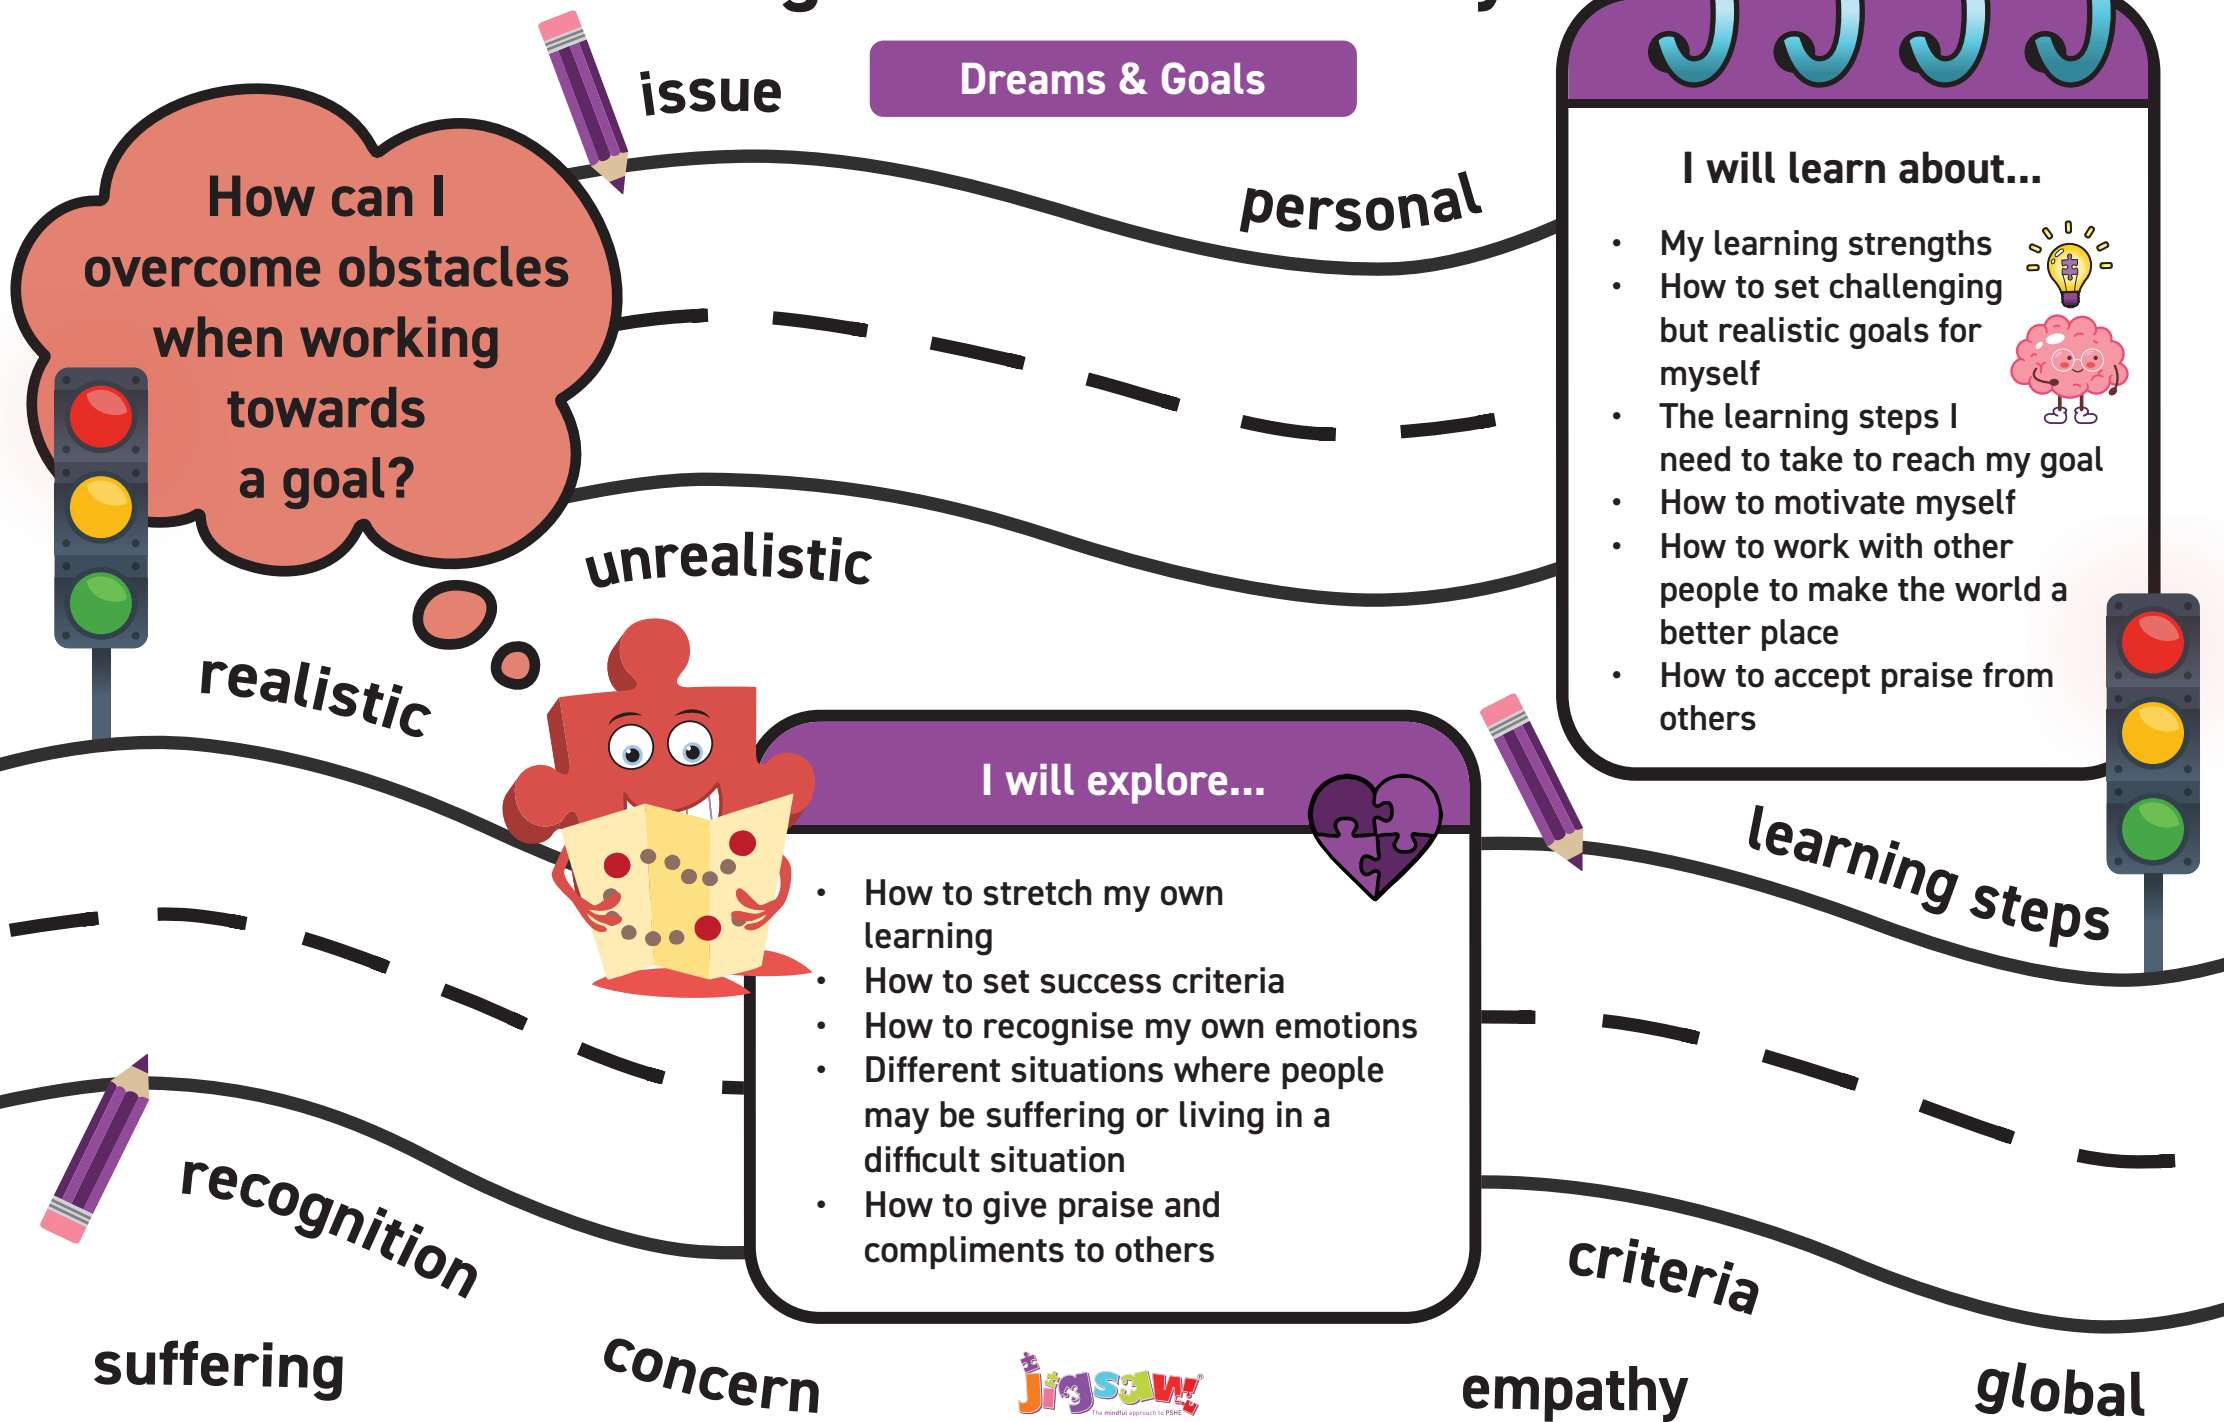 issue
Dreams & Goals
How can I
overcome obstacles
when working
towards
a goal?
personal
I will learn about...
• My learning strengths
• How to set challenging
but realistic goals for
myself
• The learning steps I
need to take to reach my goal
• How to motivate myself
• How to work with other
people to make the world a
better place
• How to accept praise from
others
unrealistic
realistic
I will explore...
• How to stretch my own
learning
• How to set success criteria
• How to recognise my own emotions
• Different situations where people
may be suffering or living in a
difficult situation
• How to give praise and
compliments to others
learning steps
recognition
criteria
suffering
concern
jigsaw!
The mindful approach to PSHE
empathy
global